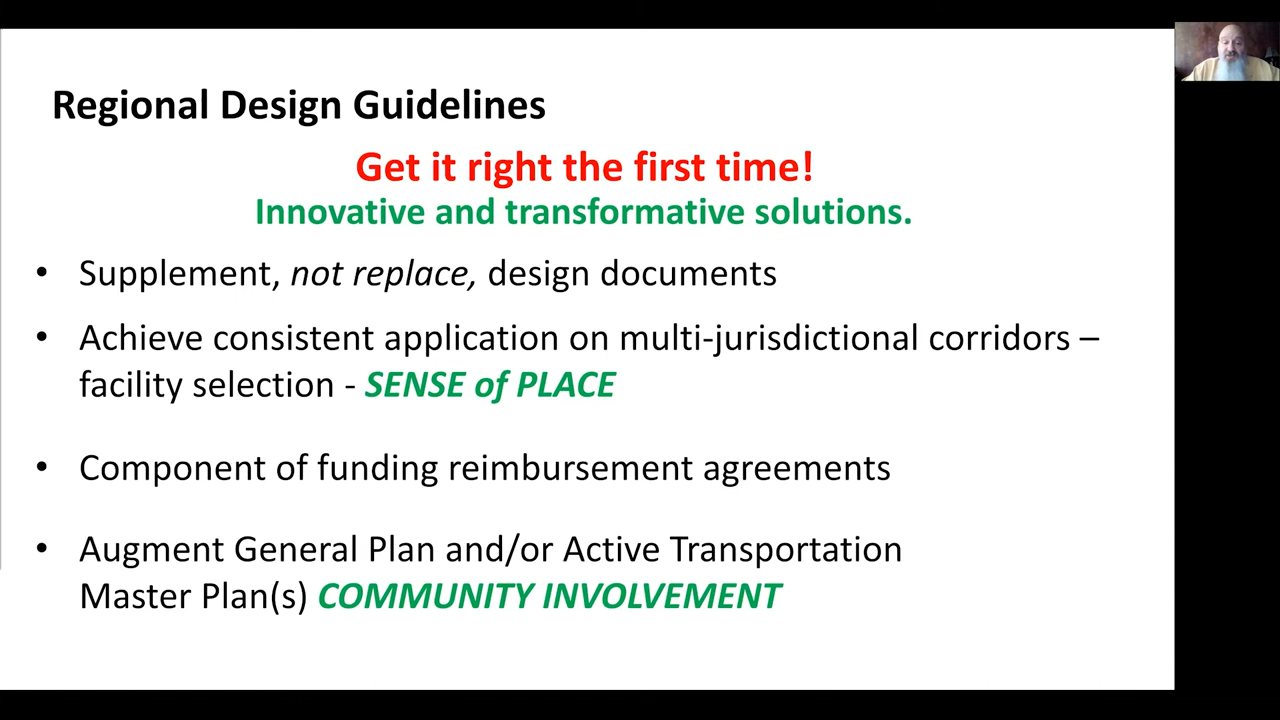 Regional Design Guidelines
Get it right the first time!
Innovative and transformative solutions.
• Supplement, not replace, design documents
• Achieve consistent application on multi-jurisdictional corridors –
facility selection - SENSE of PLACE
• Component of funding reimbursement agreements
• Augment General Plan and/or Active Transportation
Master Plan(s) COMMUNITY INVOLVEMENT